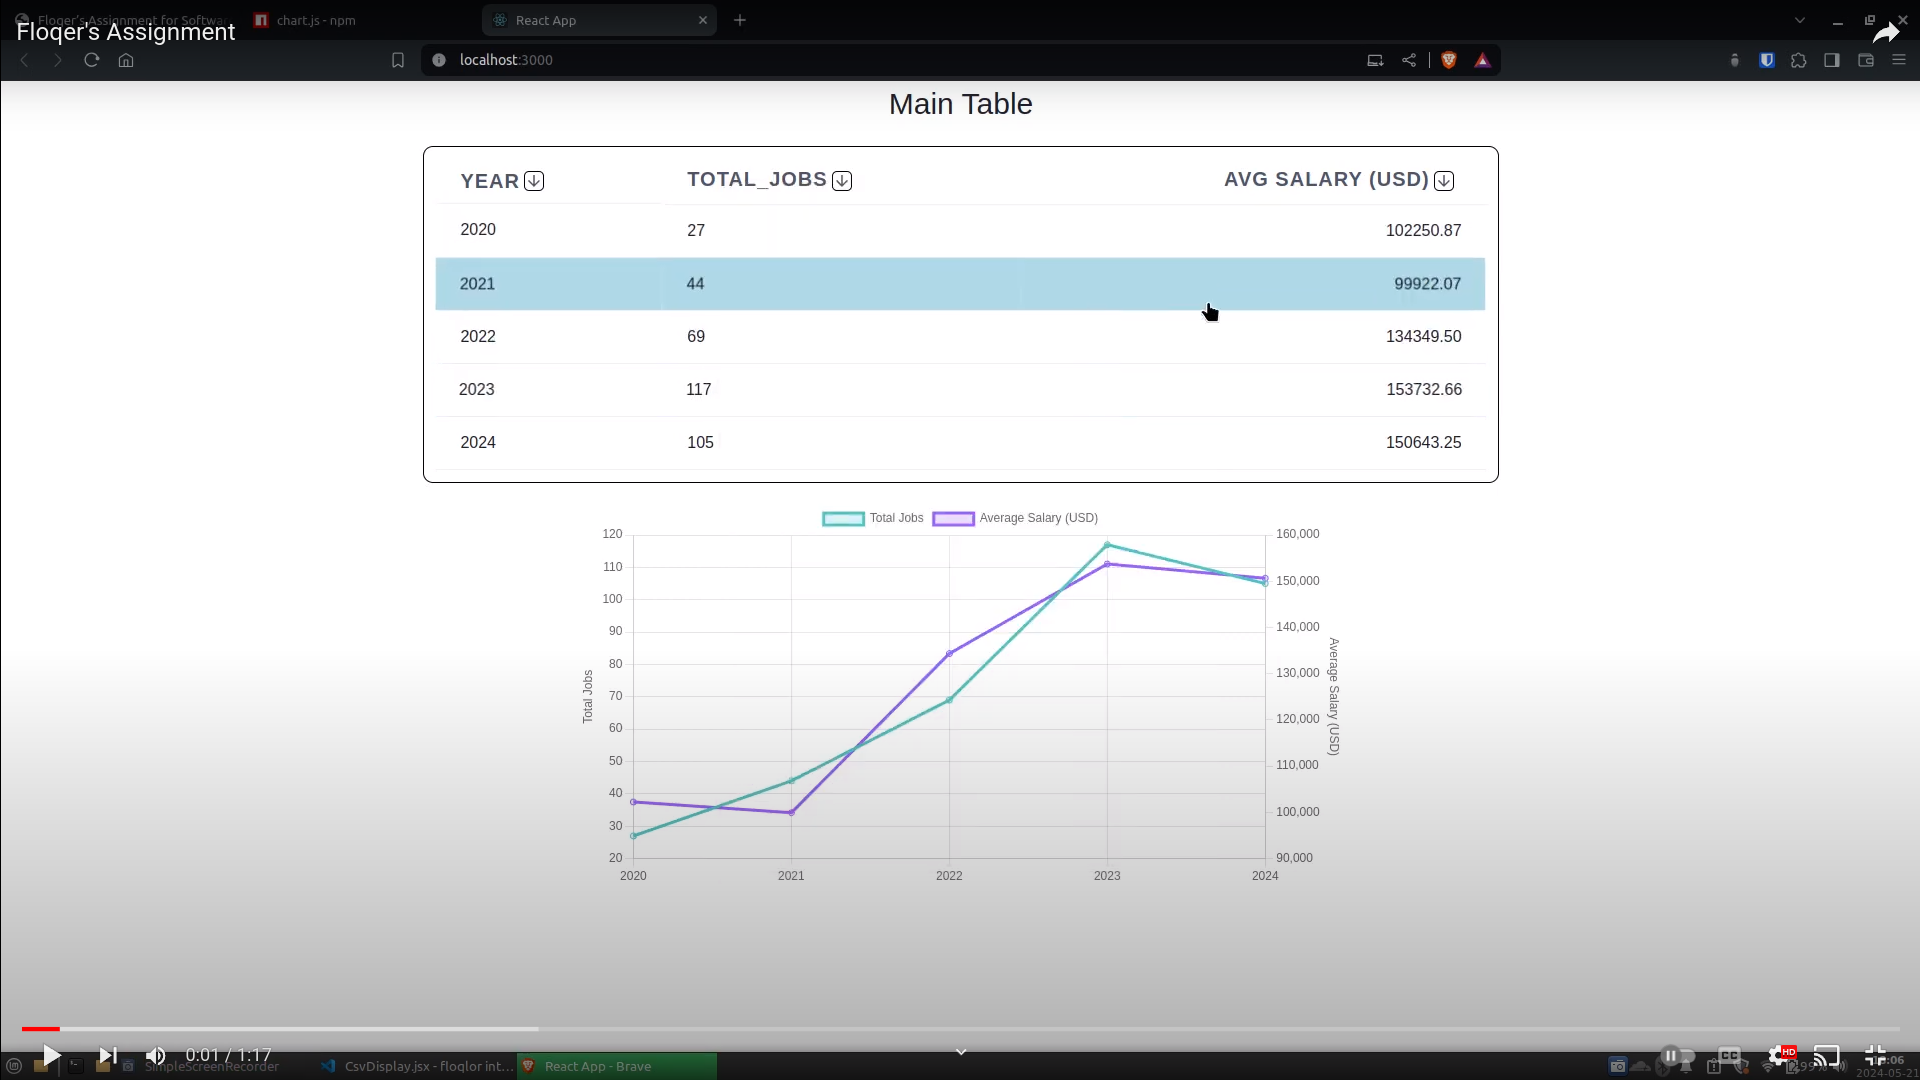 Floqer's Assignment for Softwa
chart.js - npm
React App
Floqer's Assignment
localhost:3000
Main Table
YEAR TOTAL_JOBS AVG SALARY (USD)
2020 27 102250.87
2021 44 99922.07
2022 69 134349.50
2023 117 153732.66
2024 105 150643.25
Total Jobs Average Salary (USD)
120 160,000
110
100 150,000
90 140,000
80 130,000
70
60 120,000
50 110,000
40 100,000
30
20 90,000
Total Jobs
Average Salary (USD)
2020 2021 2022 2023 2024
0:01 / 1:17
HD
CC
SimpleScreenRecorder
CsvDisplay.jsx - floqlor int...
React App - Brave
99%
2024-05-21